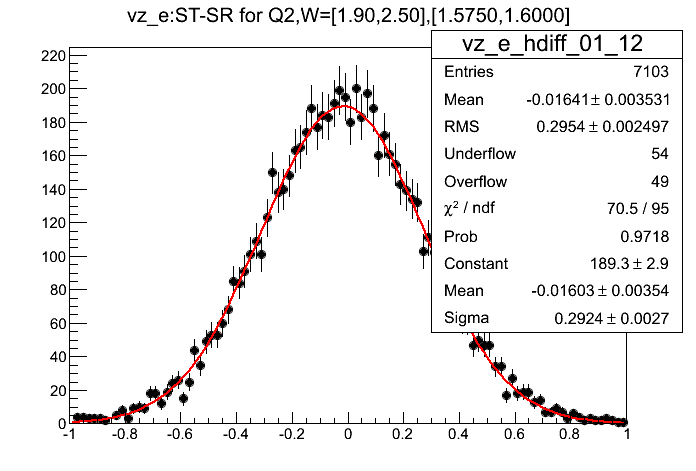 vz_e:ST-SR for Q2,W=[1.90,2.50],[1.5750,1.6000]
vz_e_hdiff_01_12
Entries 7103
Mean -0.01641 ± 0.003531
RMS 0.2954 ± 0.002497
Underflow 54
Overflow 49
χ² / ndf 70.5 / 95
Prob 0.9718
Constant 189.3 ± 2.9
Mean -0.01603 ± 0.00354
Sigma 0.2924 ± 0.0027
220
200
180
160
140
120
100
80
60
40
20
0
-1 -0.8 -0.6 -0.4 -0.2 0 0.2 0.4 0.6 0.8 1